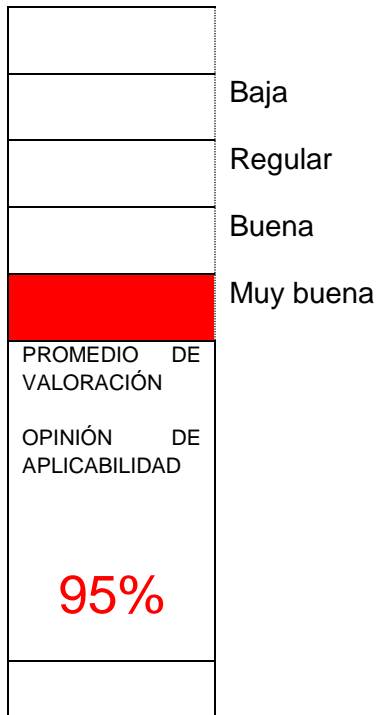 Baja
Regular
Buena
Muy buena
PROMEDIO DE
VALORACIÓN
OPINIÓN DE
APLICABILIDAD
95%